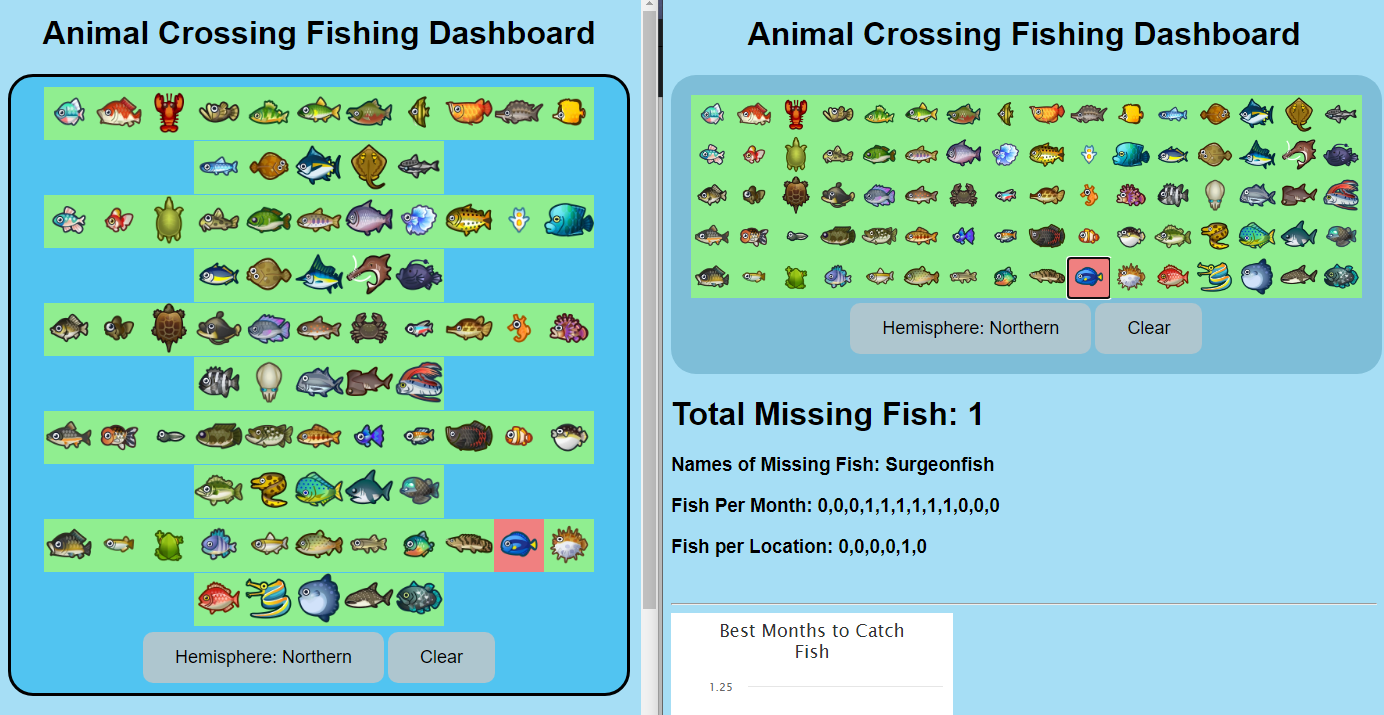 Animal Crossing Fishing Dashboard
Hemisphere: Northern
Clear
Animal Crossing Fishing Dashboard
Hemisphere: Northern
Clear
Total Missing Fish: 1
Names of Missing Fish: Surgeonfish
Fish Per Month: 0,0,0,1,1,1,1,1,1,0,0,0
Fish per Location: 0,0,0,0,1,0
Best Months to Catch
Fish
1.25